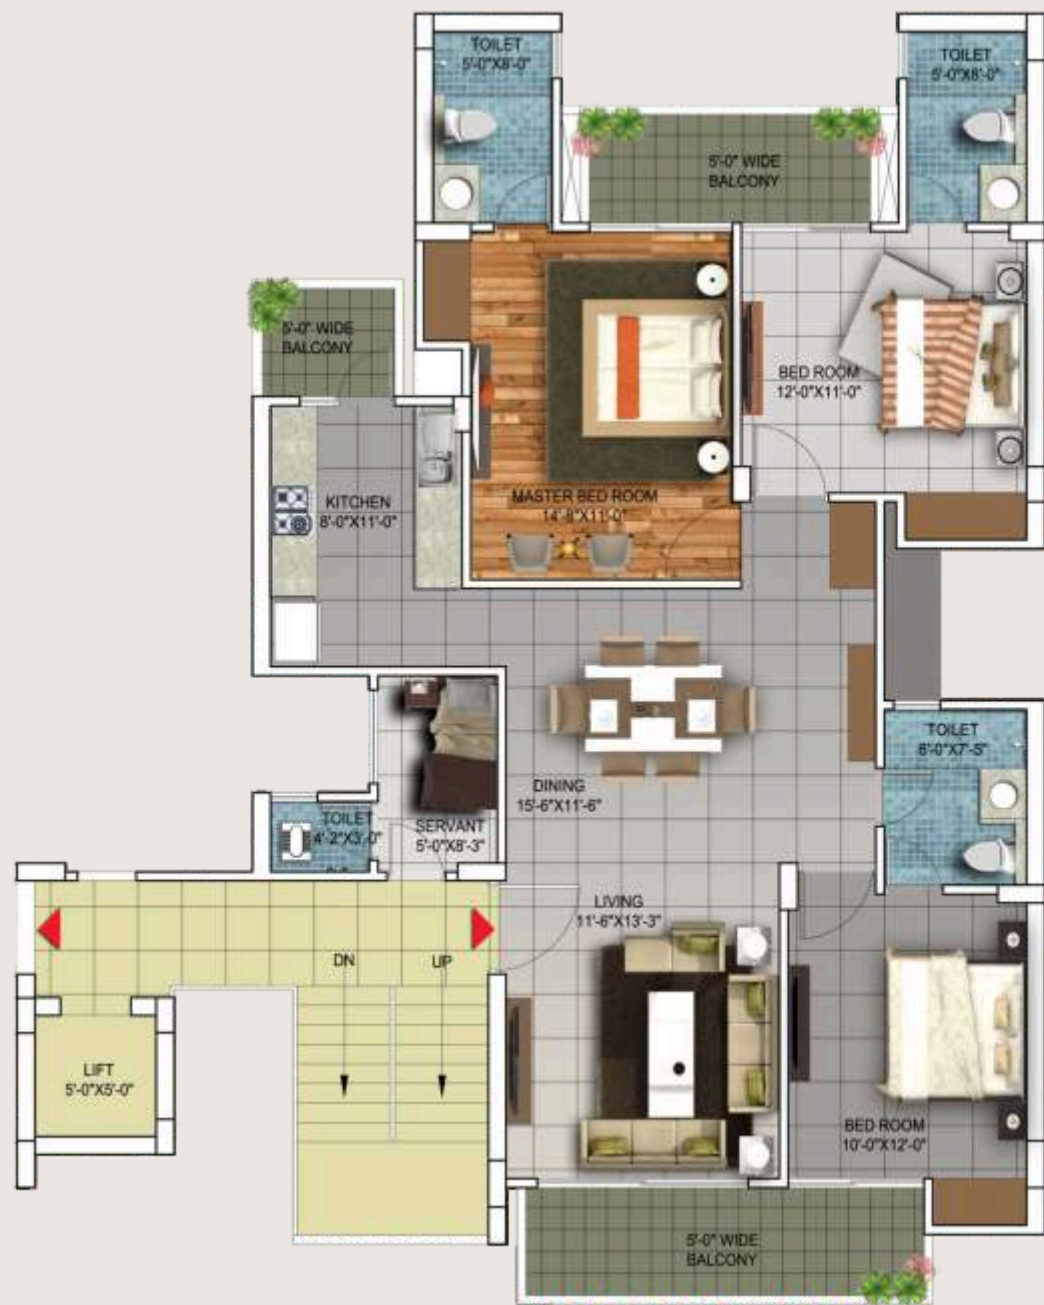 TOILET
5'-0"X8'-0"
TOILET
5'-0"X8'-0"
5'-0" WIDE
BALCONY
5'-0" WIDE
BALCONY
BED ROOM
12'-0"X11'-0"
KITCHEN
8'-0"X11'-0"
MASTER BED ROOM
14'-8"X11'-0"
TOILET
6'-0"X7'-5"
DINING
15'-6"X11'-6"
TOILET
4'-2"X3'-0"
SERVANT
5'-0"X8'-3"
LIVING
11'-6"X13'-3"
DN
UP
LIFT
5'-0"X5'-0"
BED ROOM
10'-0"X12'-0"
5'-0" WIDE
BALCONY